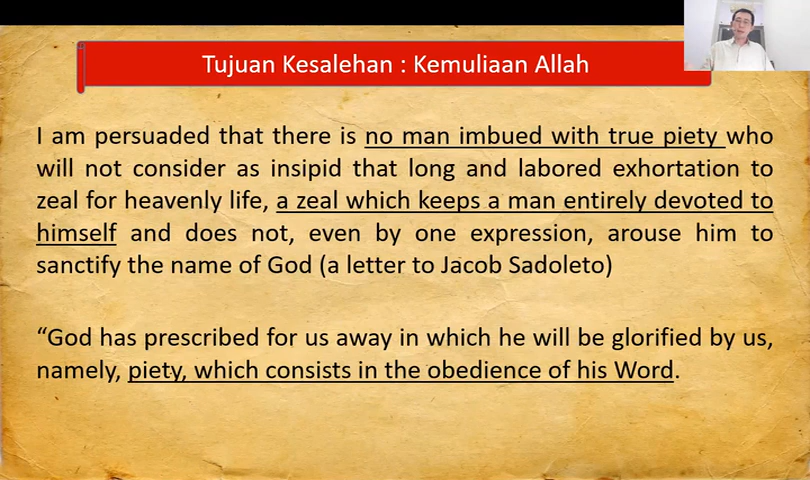 Tujuan Kesalehan : Kemuliaan Allah
I am persuaded that there is no man imbued with true piety who
will not consider as insipid that long and labored exhortation to
zeal for heavenly life, a zeal which keeps a man entirely devoted to
himself and does not, even by one expression, arouse him to
sanctify the name of God (a letter to Jacob Sadoleto)
“God has prescribed for us away in which he will be glorified by us,
namely, piety, which consists in the obedience of his Word.